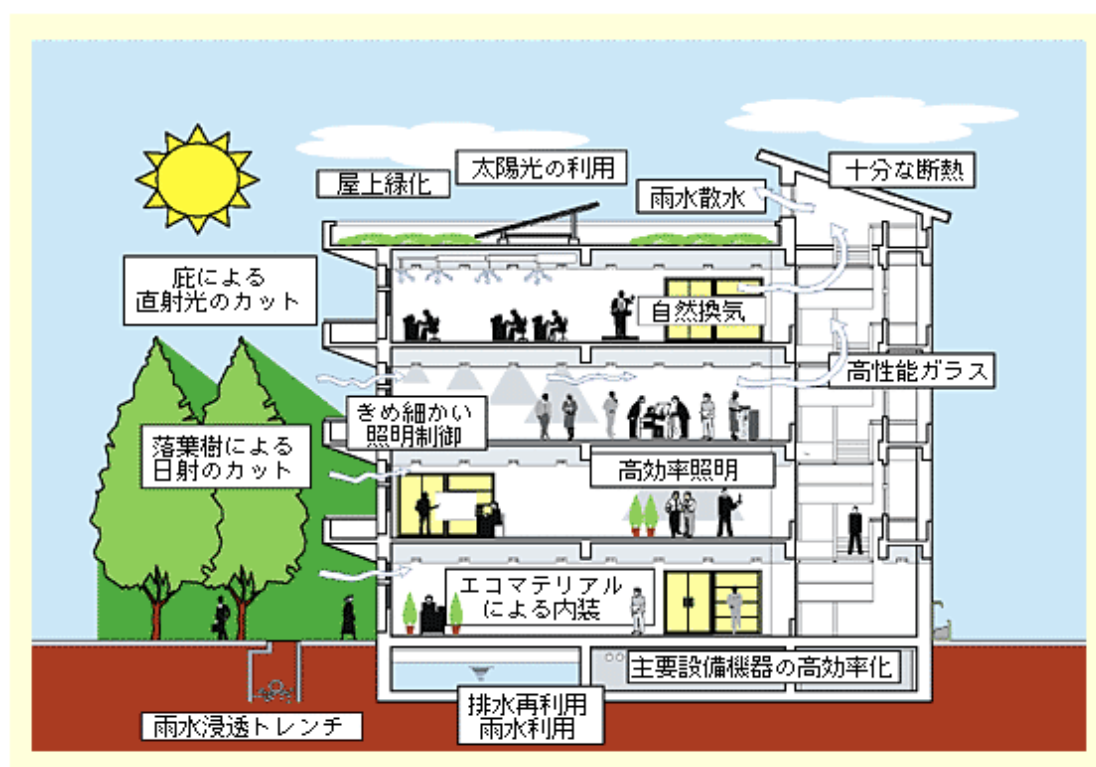 太陽光の利用
十分な断熱
屋上緑化
雨水散水
庇による
直射光のカット
自然換気
高性能ガラス
きめ細かい
照明制御
落葉樹による
日射のカット
高効率照明
エコマテリアル
による内装
主要設備機器の高効率化
排水再利用
雨水利用
雨水浸透トレンチ